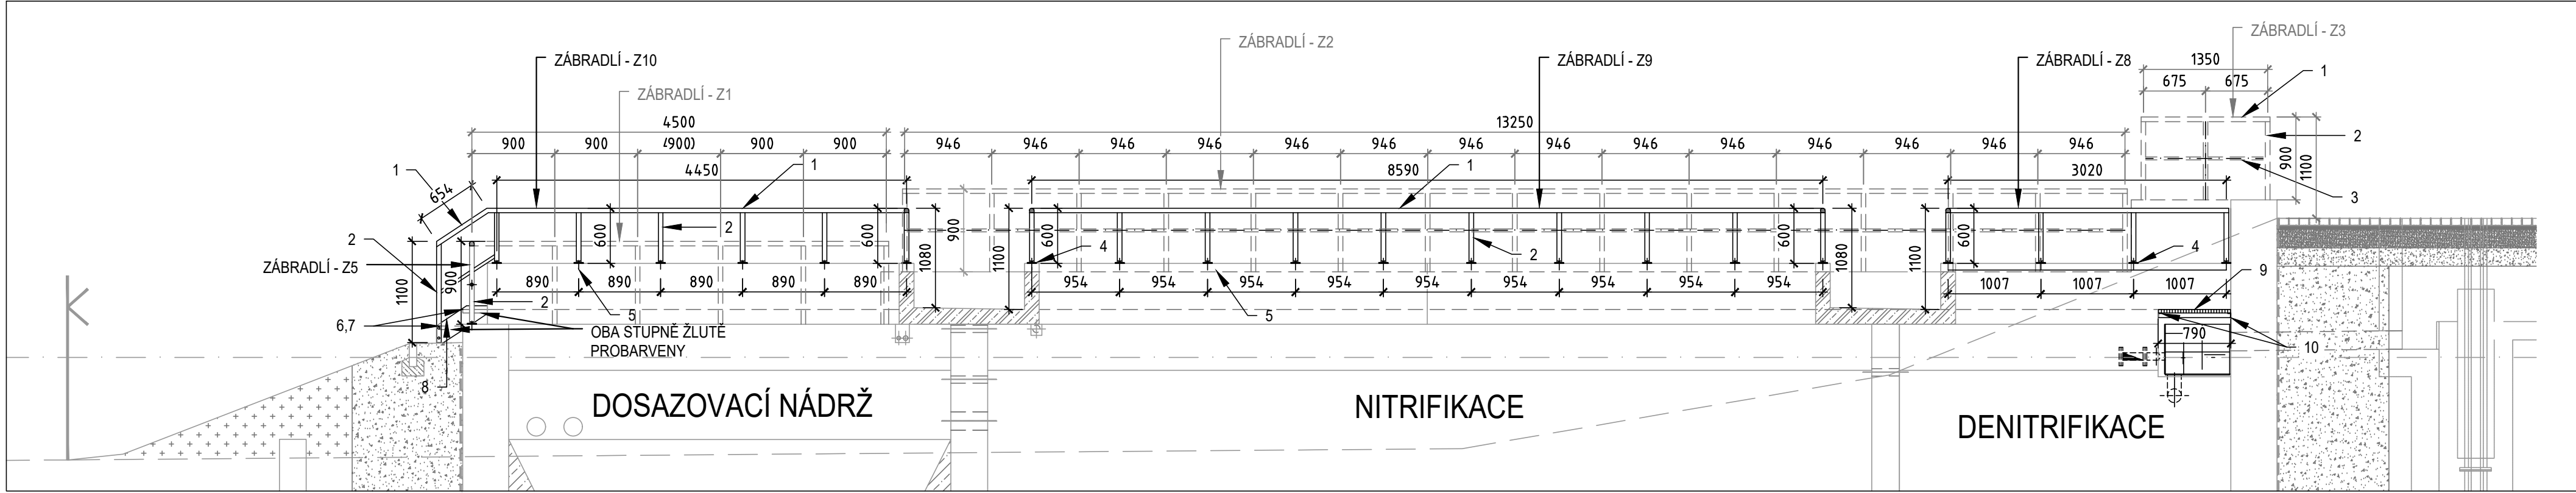 ZÁBRADLÍ - Z3
ZÁBRADLÍ - Z2
ZÁBRADLÍ - Z10
ZÁBRADLÍ - Z9
ZÁBRADLÍ - Z8
1350
1
675 675
ZÁBRADLÍ - Z1
4500
13250
900 900 (900) 900 900
946 946 946 946 946 946 946 946 946 946 946 946 946 946
2
900
1100
1
654
4450
1
8590
1
3020
3
600
2
600
1080
900
1100
600
4
2
600
1080
1100
600
4
2
ZÁBRADLÍ - Z5
1100
900
890 890 890 890 890
954 954 954 954 954 954 954 954 954
1007 1007 1007
9
2
5
5
6,7
OBA STUPNĚ ŽLUTĚ
PROBARVENY
790
10
8
DOSAZOVACÍ NÁDRŽ
NITRIFIKACE
DENITRIFIKACE